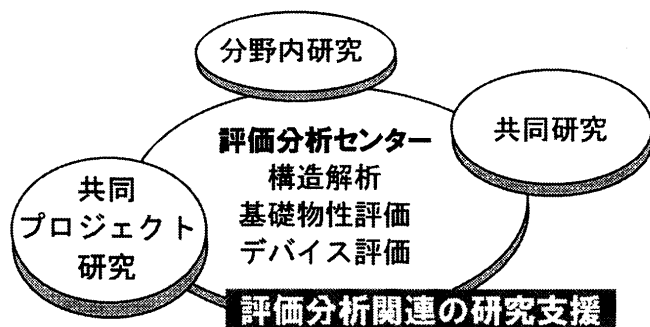 分野内研究
共同研究
評価分析センター
構造解析
基礎物性評価
デバイス評価
共同
プロジェクト
研究
評価分析関連の研究支援